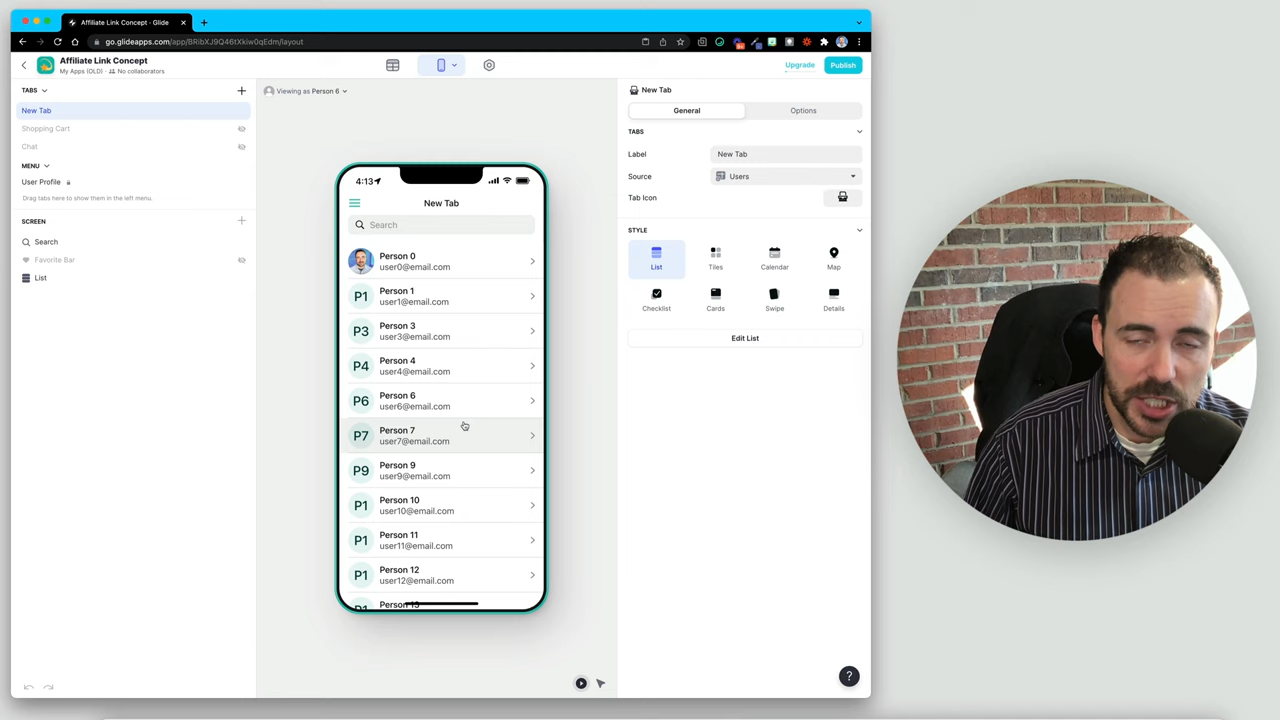 Affiliate Link Concept - Glide
go.glideapps.com/app/BRibXJ9Q46tXkiw0qEdm/layout
Affiliate Link Concept
My Apps (OLD) · No collaborators
Upgrade
Publish
TABS
New Tab
Shopping Cart
Chat
MENU
User Profile
Drag tabs here to show them in the left menu.
SCREEN
Search
Favorite Bar
List
Viewing as Person 6
4:13
New Tab
Search
Person 0
user0@email.com
P1
Person 1
user1@email.com
P3
Person 3
user3@email.com
P4
Person 4
user4@email.com
P6
Person 6
user6@email.com
P7
Person 7
user7@email.com
P9
Person 9
user9@email.com
P1
Person 10
user10@email.com
P1
Person 11
user11@email.com
P1
Person 12
user12@email.com
P1
Person 13
New Tab
General
Options
TABS
Label
New Tab
Source
Users
Tab Icon
STYLE
List
Tiles
Calendar
Map
Checklist
Cards
Swipe
Details
Edit List
?